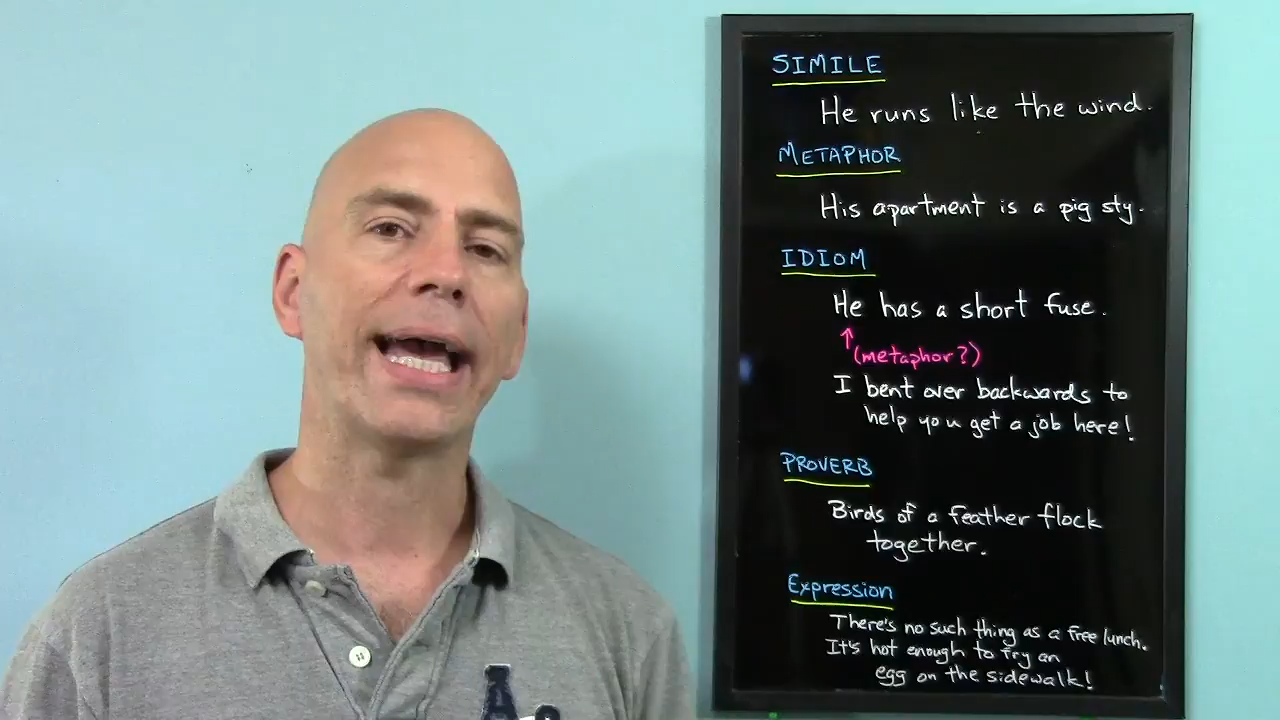 SIMILE
He runs like the wind.
METAPHOR
His apartment is a pig sty.
IDIOM
He has a short fuse.
(metaphor?)
I bent over backwards to
help you get a job here!
PROVERB
Birds of a feather flock
together.
Expression
There's no such thing as a free lunch.
It's hot enough to fry an
egg on the sidewalk!
A